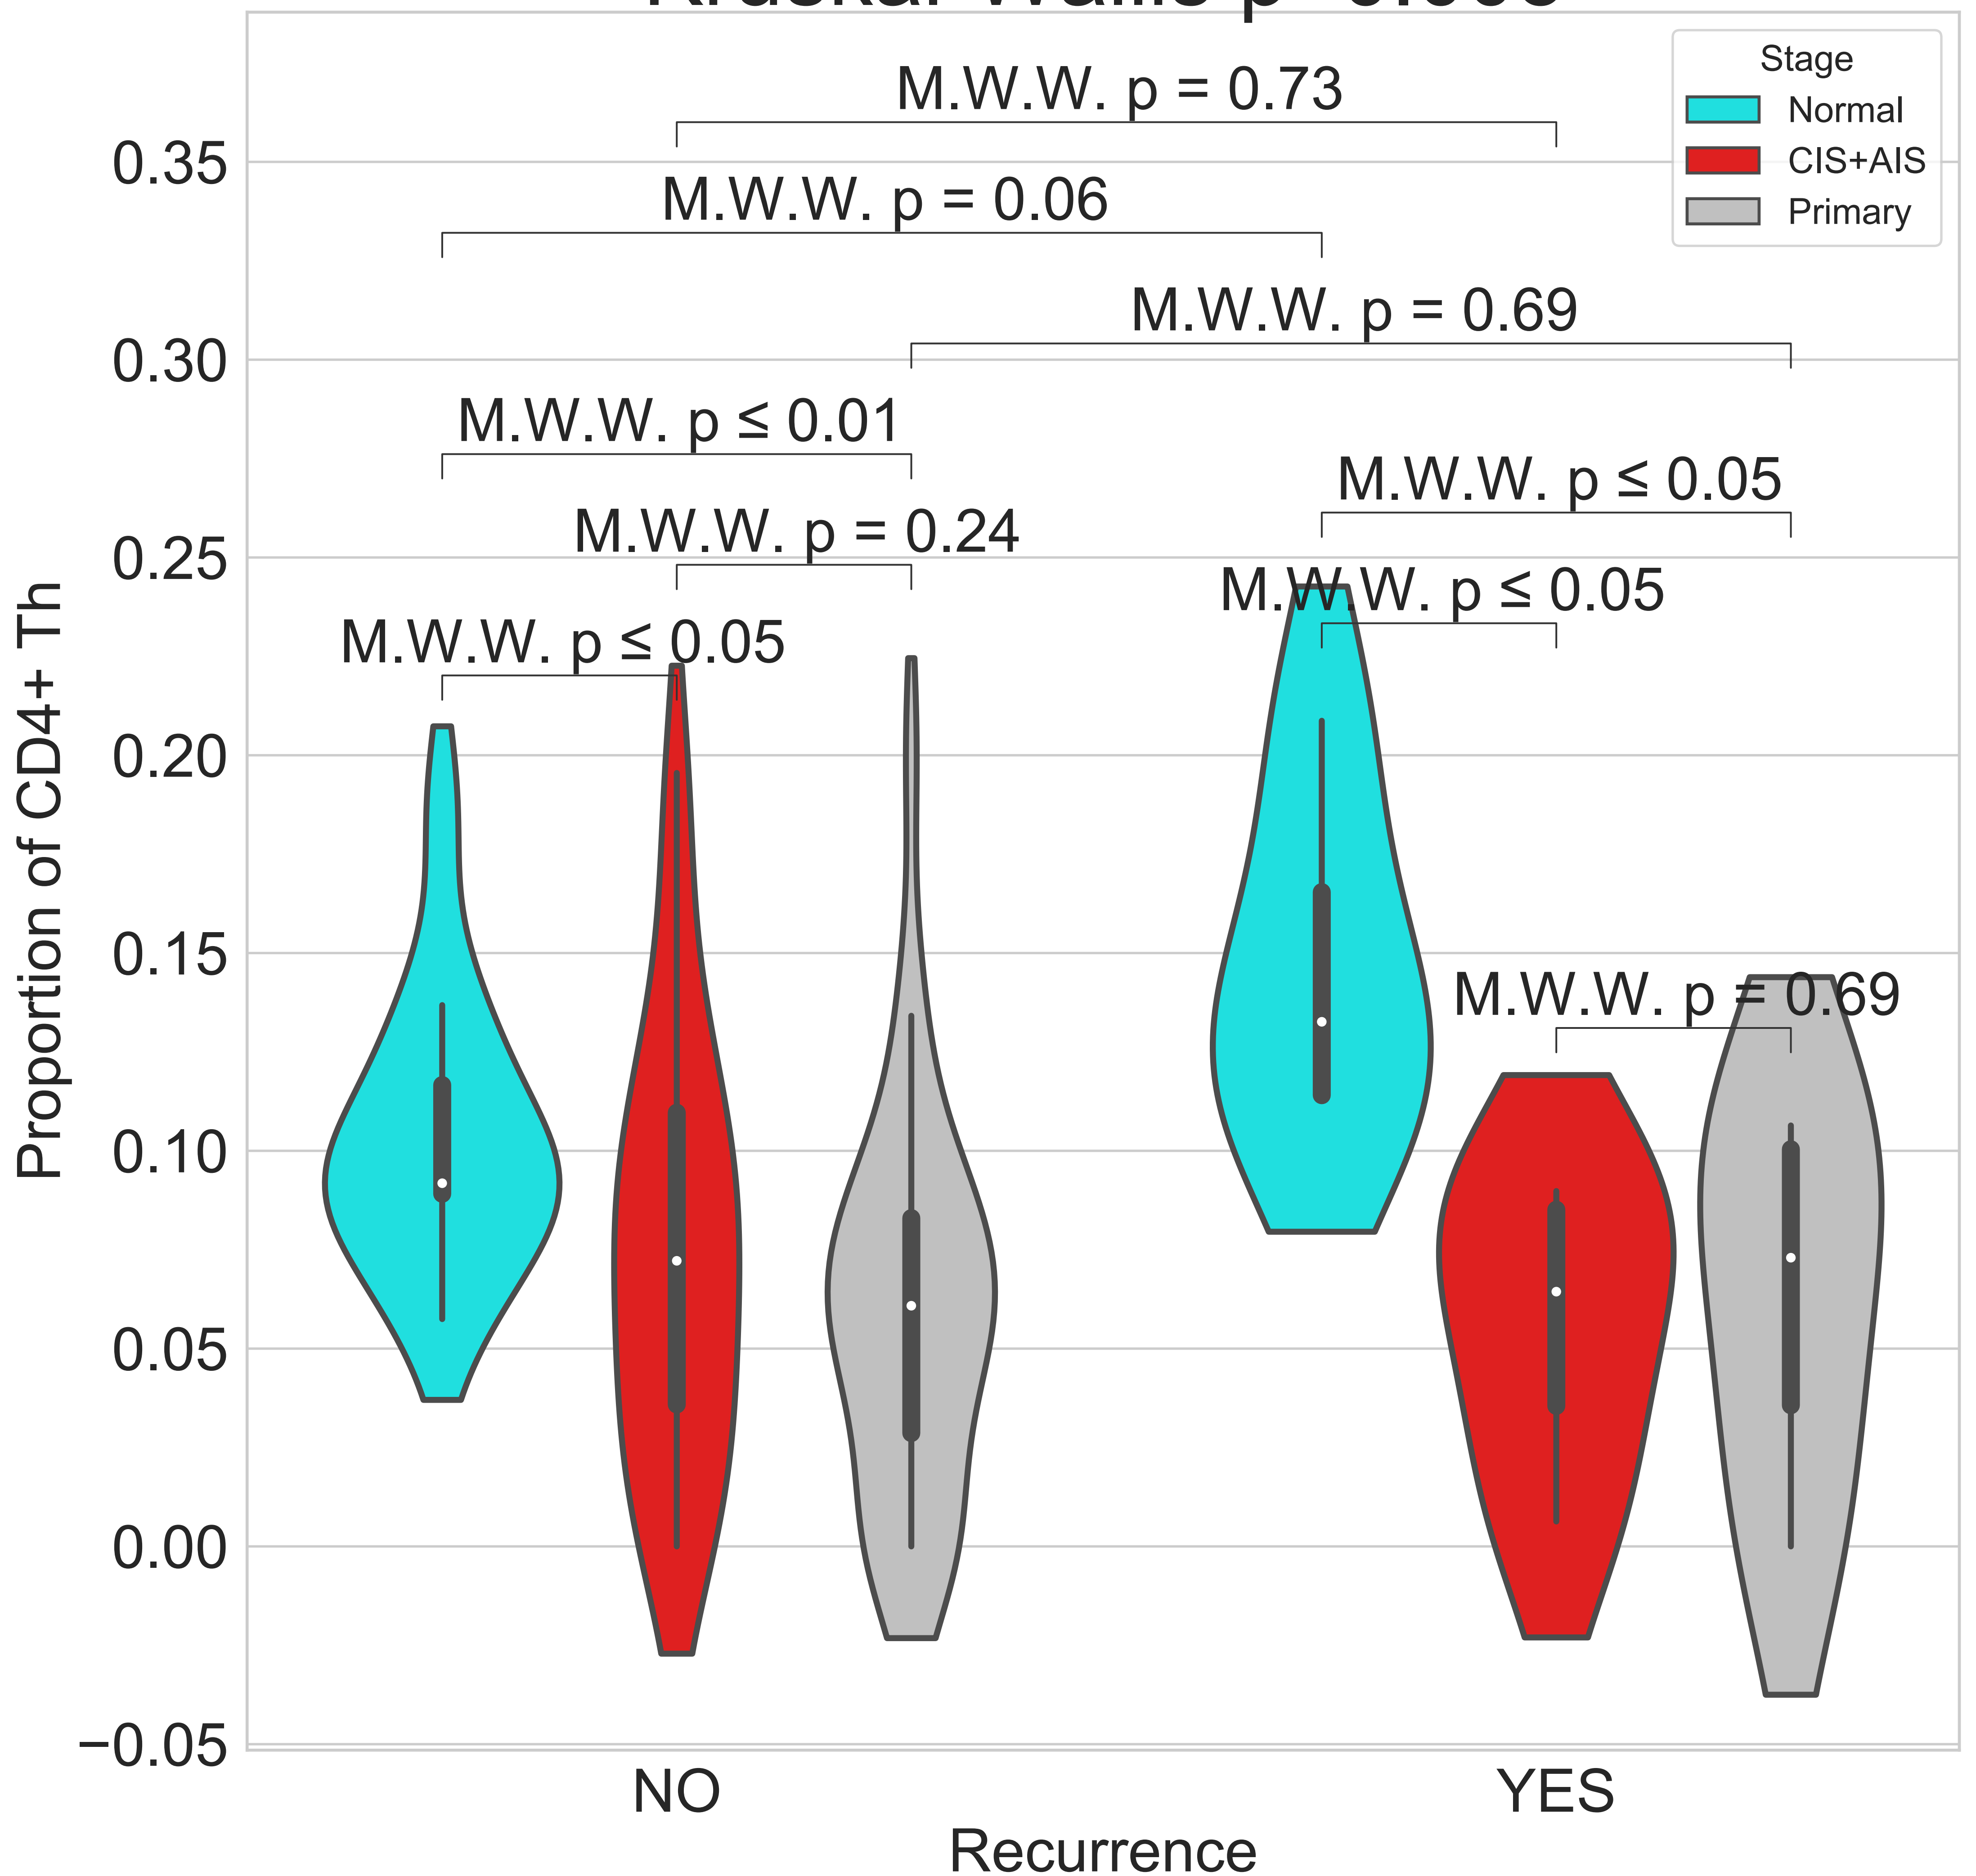 Stage
Normal
CIS+AIS
Primary
M.W.W. p = 0.73
M.W.W. p = 0.06
M.W.W. p = 0.69
M.W.W. p ≤ 0.01
M.W.W. p ≤ 0.05
M.W.W. p = 0.24
M.W.W. p ≤ 0.05
M.W.W. p ≤ 0.05
M.W.W. p = 0.69
0.35
0.30
0.25
0.20
0.15
0.10
0.05
0.00
−0.05
Proportion of CD4+ Th
NO
YES
Recurrence